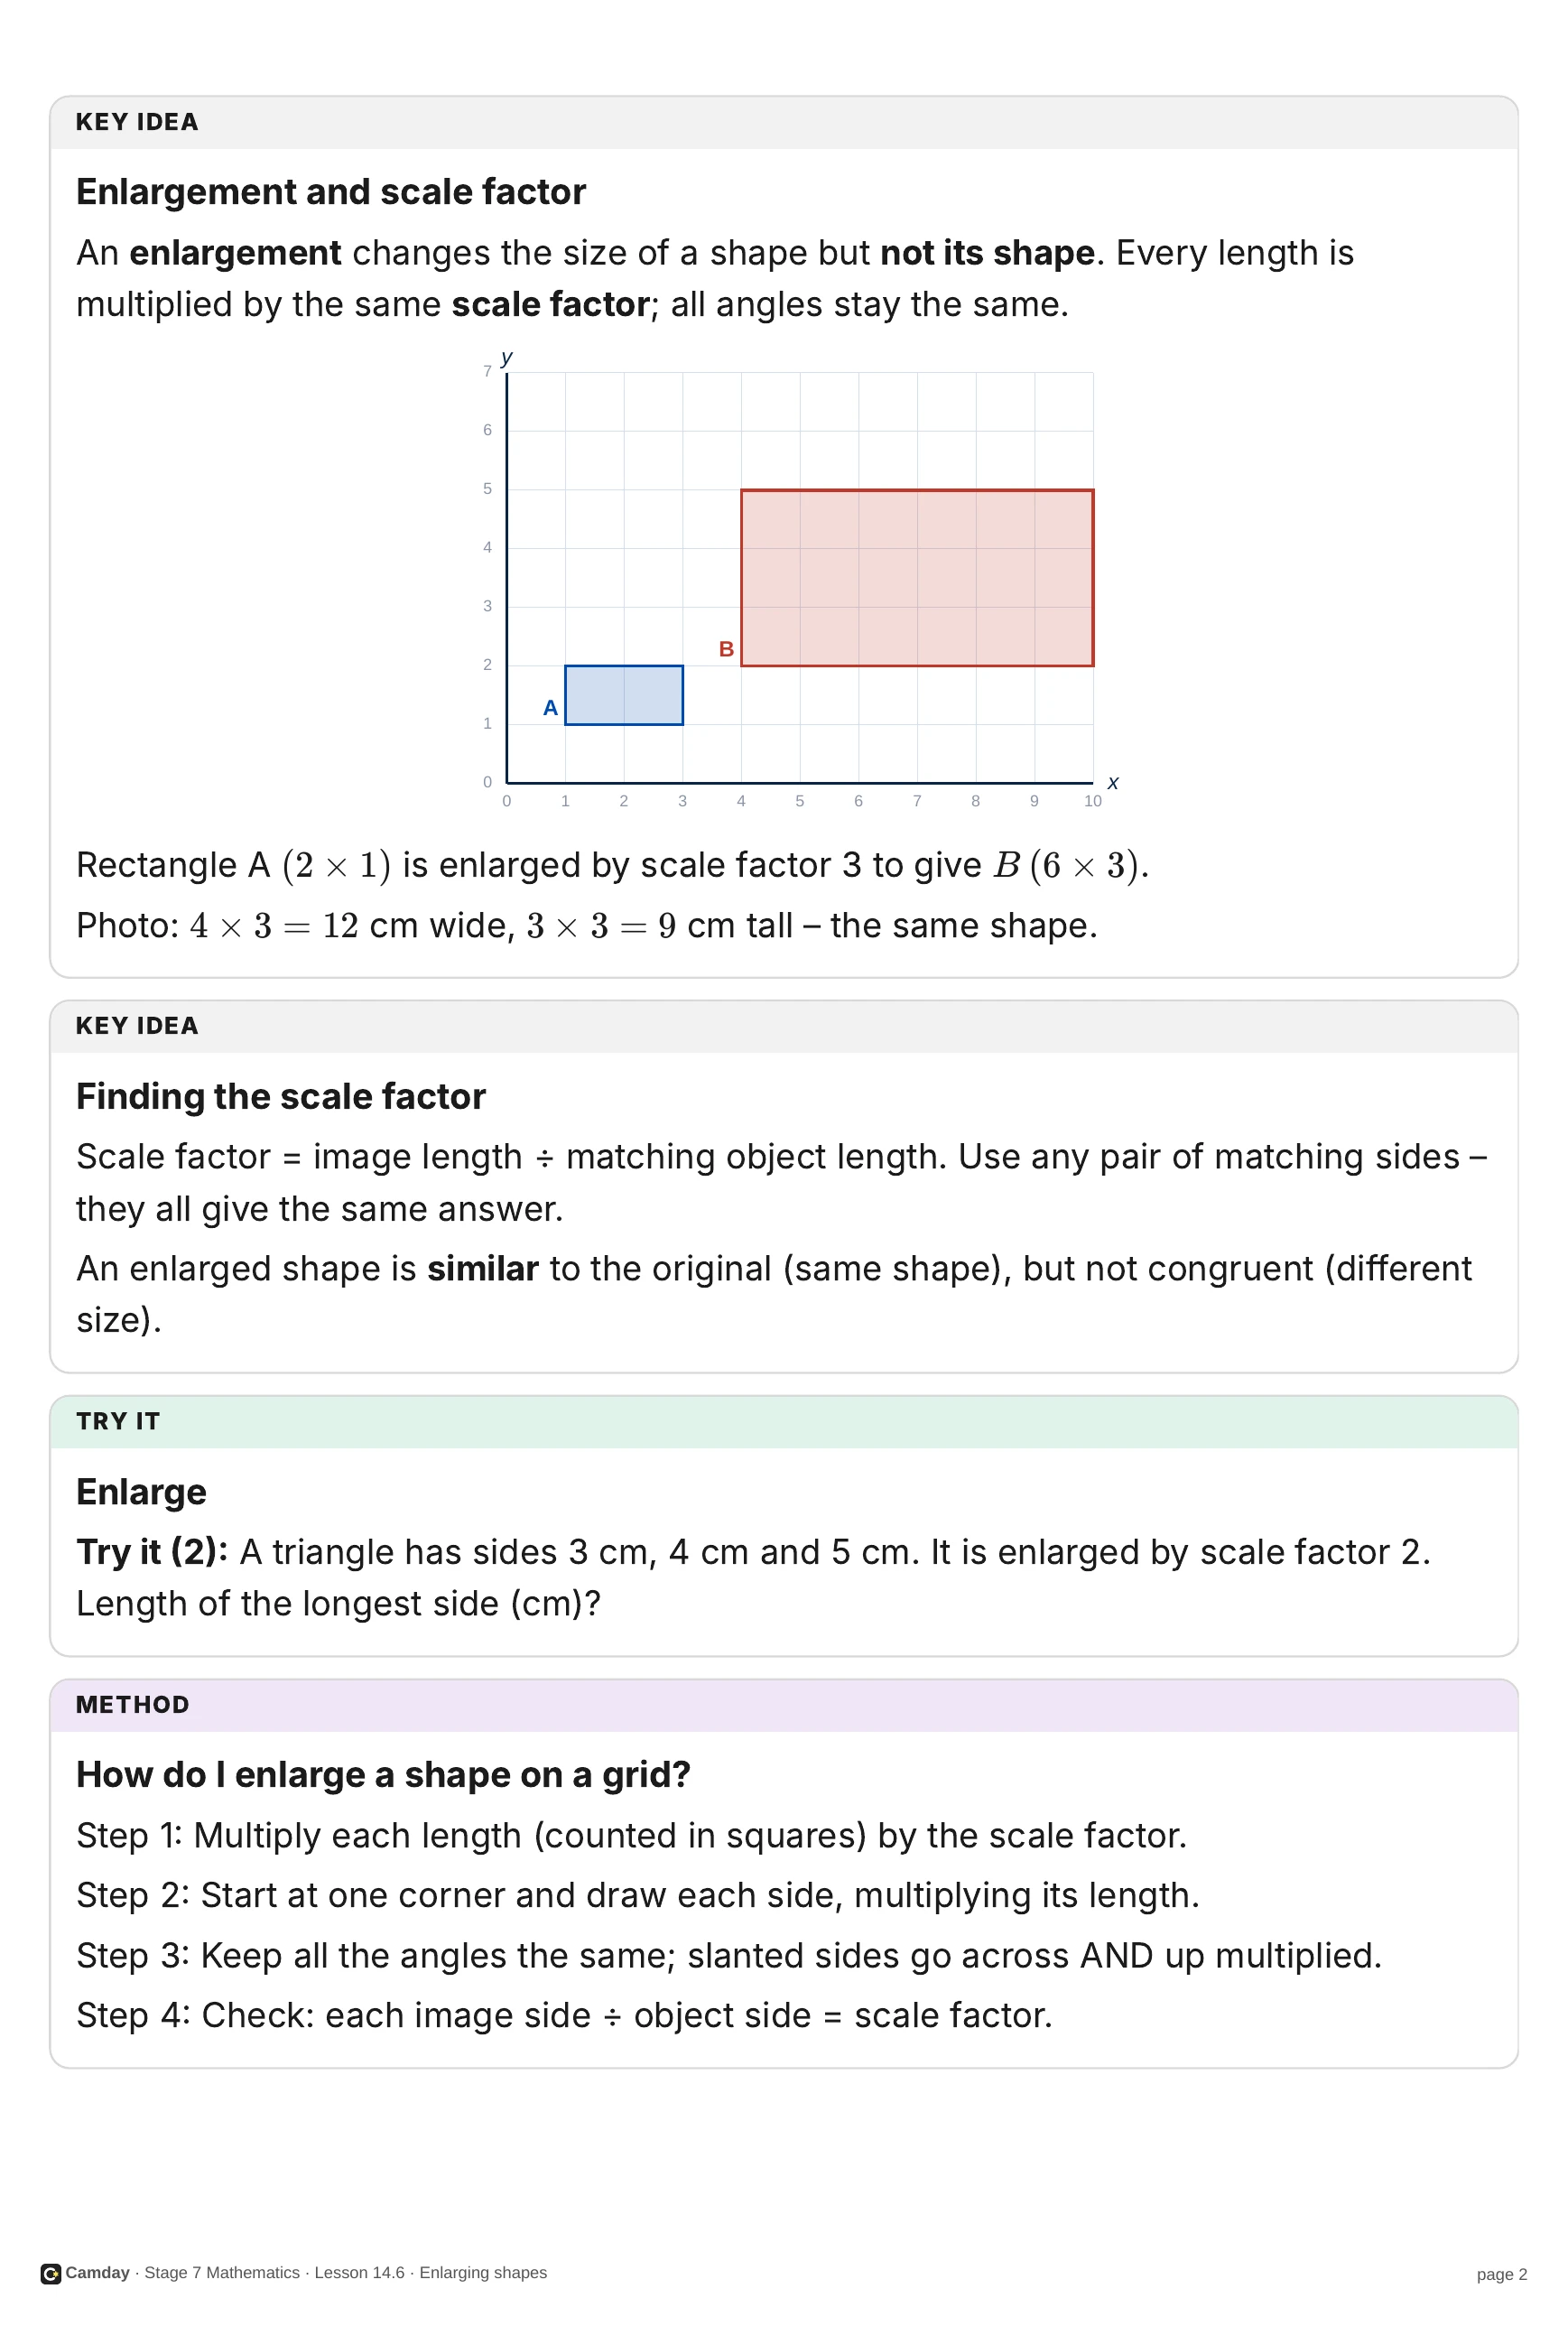 KEY IDEA
Enlargement and scale factor
An enlargement changes the size of a shape but not its shape. Every length is
multiplied by the same scale factor; all angles stay the same.
y
7
6
5
4
3
B
2
A
1
0
x
0 1 2 3 4 5 6 7 8 9 10
Rectangle A (2 × 1) is enlarged by scale factor 3 to give B (6 × 3).
Photo: 4 × 3 = 12 cm wide, 3 × 3 = 9 cm tall – the same shape.
KEY IDEA
Finding the scale factor
Scale factor = image length ÷ matching object length. Use any pair of matching sides –
they all give the same answer.
An enlarged shape is similar to the original (same shape), but not congruent (different
size).
TRY IT
Enlarge
Try it (2): A triangle has sides 3 cm, 4 cm and 5 cm. It is enlarged by scale factor 2.
Length of the longest side (cm)?
METHOD
How do I enlarge a shape on a grid?
Step 1: Multiply each length (counted in squares) by the scale factor.
Step 2: Start at one corner and draw each side, multiplying its length.
Step 3: Keep all the angles the same; slanted sides go across AND up multiplied.
Step 4: Check: each image side ÷ object side = scale factor.
Camday · Stage 7 Mathematics · Lesson 14.6 · Enlarging shapes
page 2